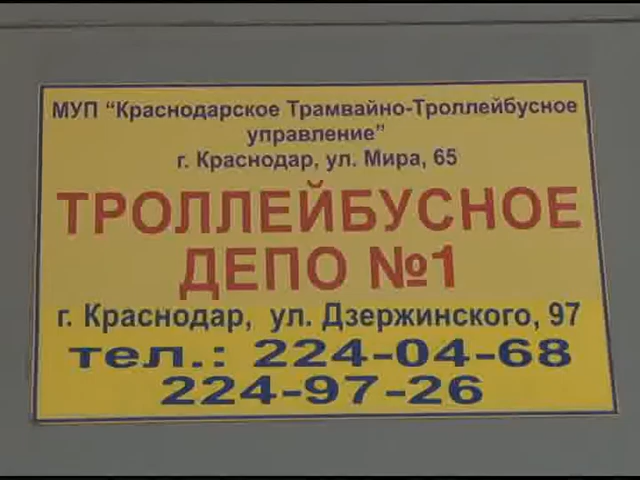 МУП “Краснодарское Трамвайно-Троллейбусное
управление”
г. Краснодар, ул. Мира, 65
ТРОЛЛЕЙБУСНОЕ
ДЕПО №1
г. Краснодар, ул. Дзержинского, 97
тел.: 224-04-68
224-97-26